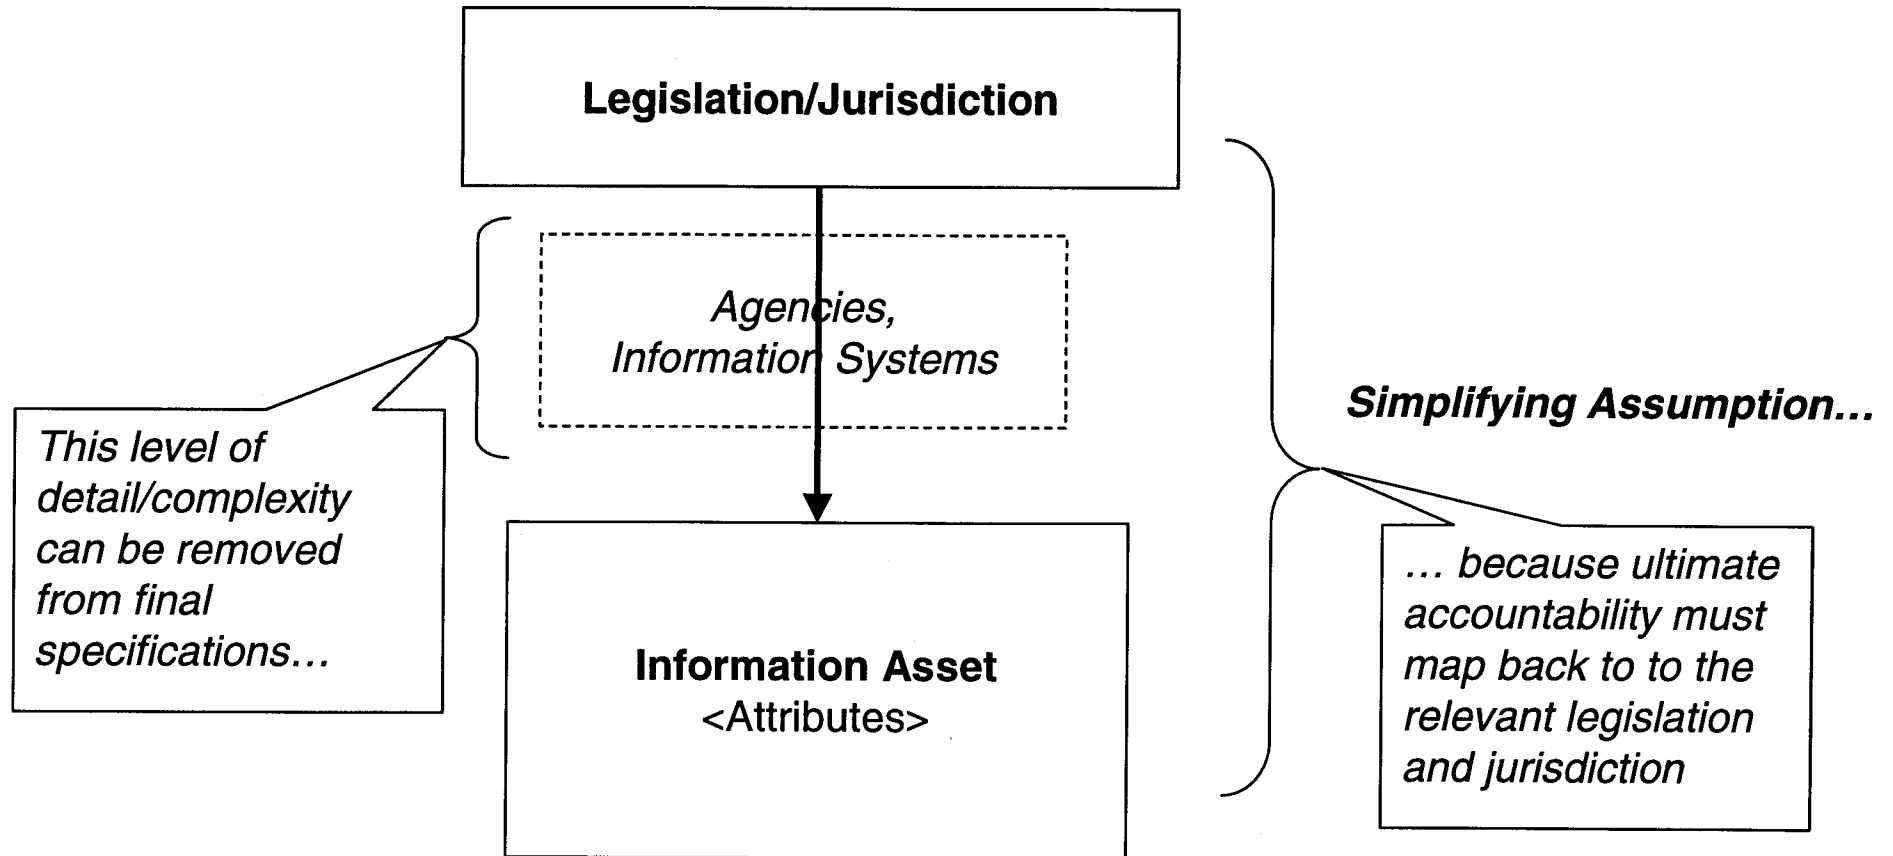 Legislation/Jurisdiction
Agencies,
Information Systems
This level of
detail/complexity
can be removed
from final
specifications…
Simplifying Assumption…
… because ultimate
accountability must
map back to to the
relevant legislation
and jurisdiction
Information Asset
<Attributes>